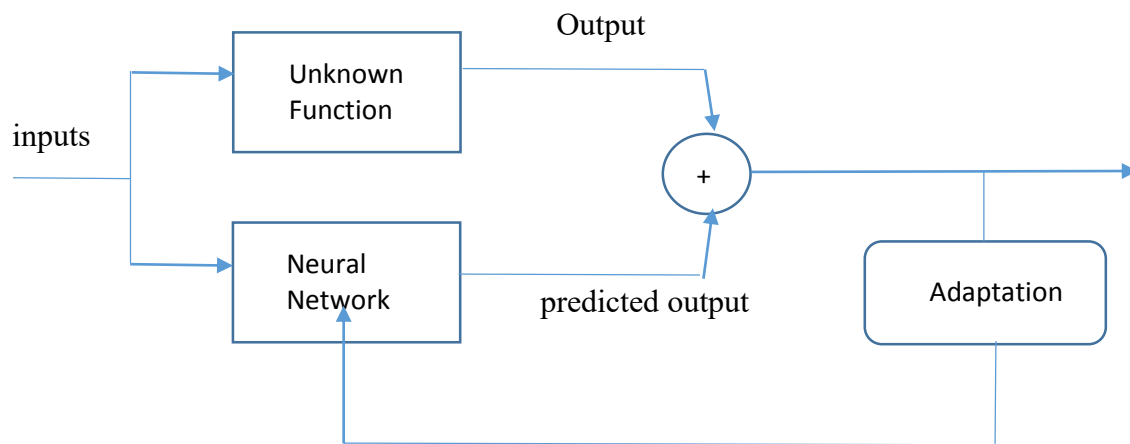 Output
Unknown
Function
inputs
+
Neural
Network
predicted output
Adaptation